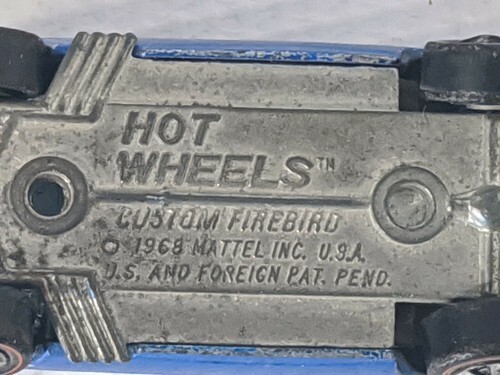 HOT
WHEELS™
CUSTOM FIREBIRD
© 1968 MATTEL INC. U.S.A.
U.S. AND FOREIGN PAT. PEND.